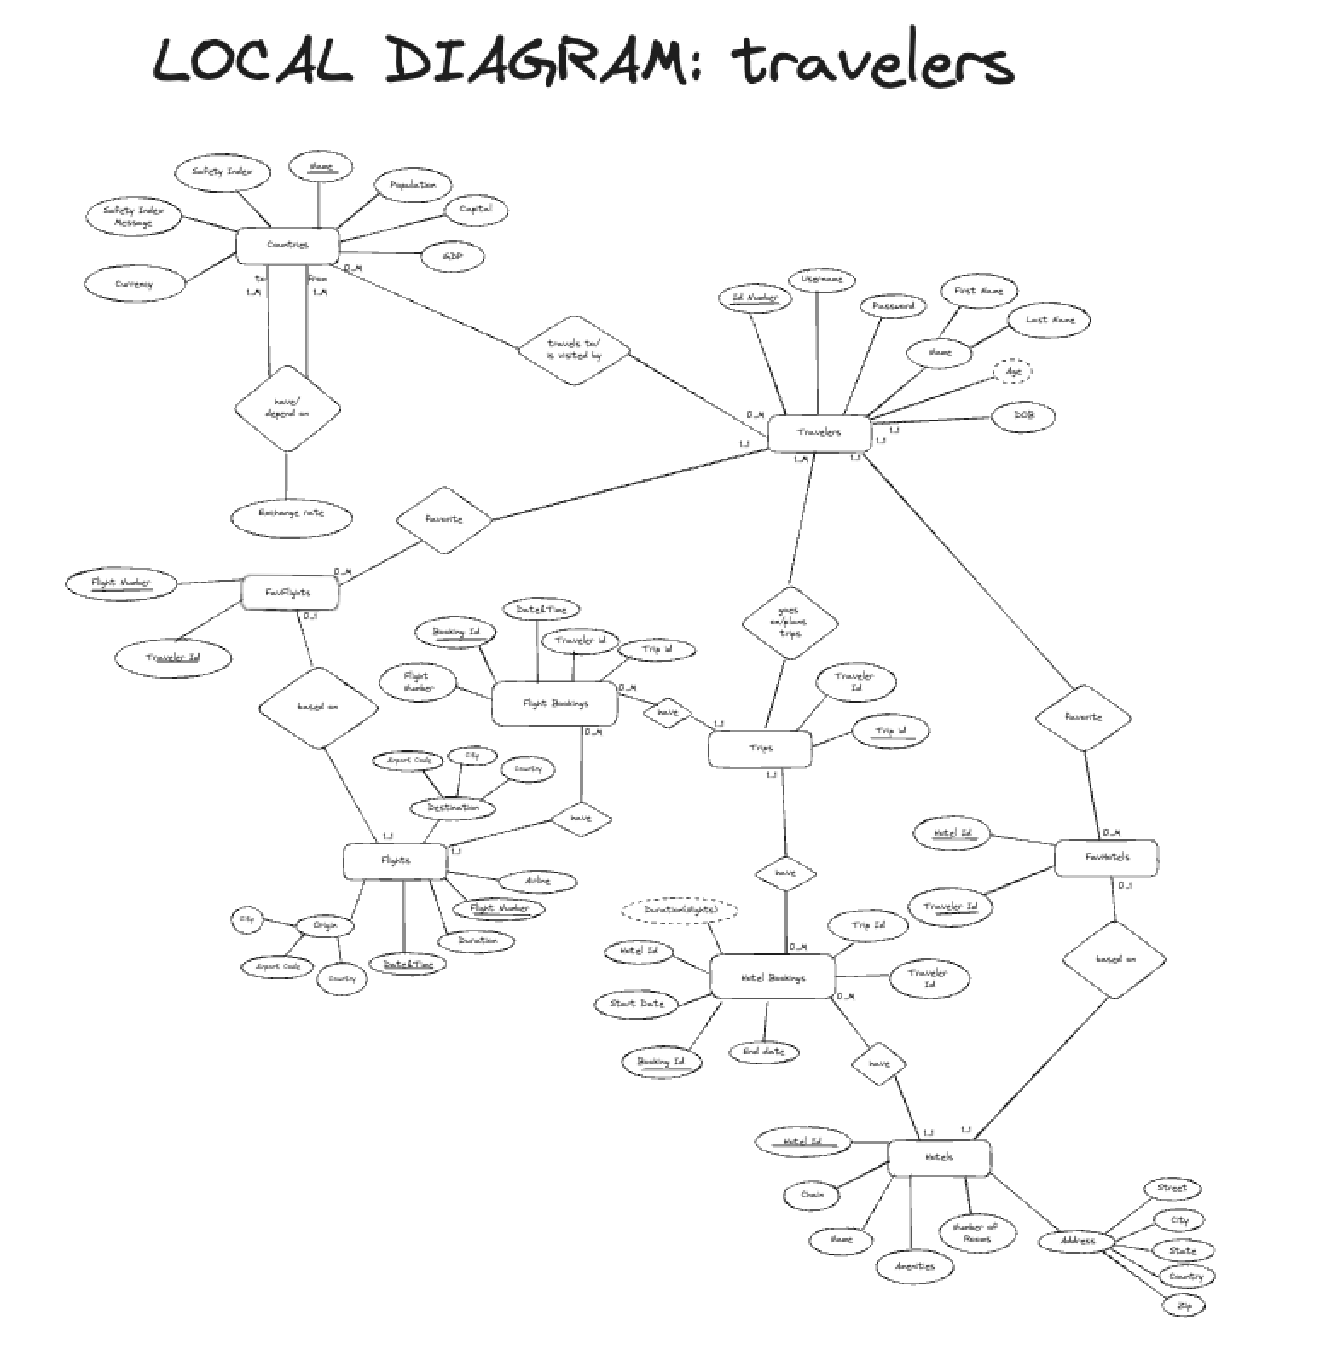 LOCAL DIAGRAM: travelers
Safety Index
Name
Population
Safety Index
Message
Capital
Countries
GDP
Currency
to
from
1..M
1..M
0..M
travels to/
is visited by
have/
depend on
Exchange rate
Id Number
Username
Password
First Name
Last Name
Name
Age
DOB
0..M
Travelers
1..1
1..1
1..1
1..M
1..1
Favorite
0..M
Flight Number
FavFlights
0..1
Traveler Id
goes
on/plans
trips
Date&Time
Booking Id
Traveler id
Trip id
Flight
Number
Flight Bookings
0..M
0..M
have
1..1
Trips
1..1
Traveler
Id
Trip id
based on
favorite
Airport Code
City
Country
Destination
have
1..1
1..1
Flights
Airline
Flight Number
Duration
Date&Time
City
Origin
Airport Code
Country
have
0..M
Hotel Id
FavHotels
0..1
Traveler Id
based on
Duration(nights)
Trip Id
Hotel Id
0..M
Hotel Bookings
Traveler
Id
Start Date
0..M
Booking Id
End date
have
1..1
1..1
Hotel Id
Hotels
Chain
Name
Amenities
Number of
Rooms
Address
Street
City
State
Country
Zip